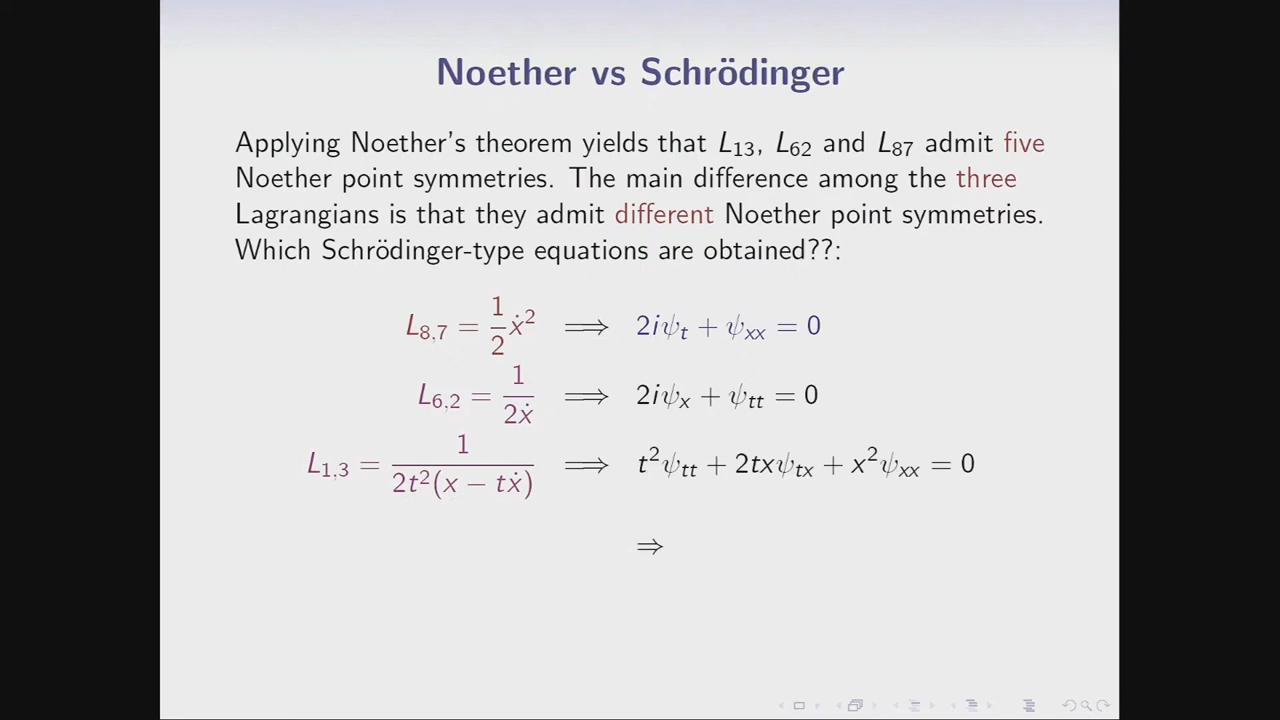 Noether vs Schrödinger
Applying Noether's theorem yields that L₁₃, L₆₂ and L₈₇ admit five
Noether point symmetries. The main difference among the three
Lagrangians is that they admit different Noether point symmetries.
Which Schrödinger-type equations are obtained??:
L₈,₇ = 1/2 ẋ² ⟹ 2iψₜ + ψₓₓ = 0
L₆,₂ = 1/(2ẋ) ⟹ 2iψₓ + ψₜₜ = 0
L₁,₃ = 1/(2t²(x − tẋ)) ⟹ t²ψₜₜ + 2txψₜₓ + x²ψₓₓ = 0
⇒